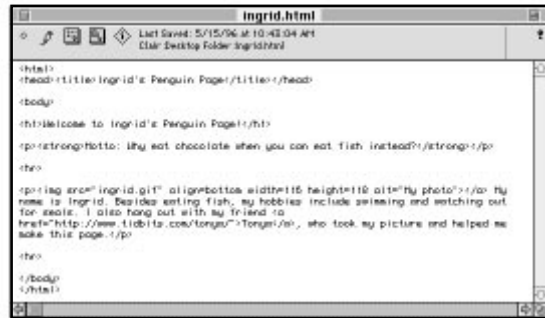 ingrid.html
Last Saved: 5/15/96 at 10:43:04 AM
Clair Desktop Folder:ingrid.html
<html>
<head><title>Ingrid's Penguin Page</title></head>
<body>
<h1>Welcome to Ingrid's Penguin Page!</h1>
<p><strong>Motto: Why eat chocolate when you can eat fish instead?</strong></p>
<hr>
<p><img src="ingrid.gif" align=bottom width=116 height=118 alt="My photo"></a> My
name is Ingrid. Besides eating fish, my hobbies include swimming and watching out
for seals. I also hang out with my friend <a
href="http://www.tidbits.com/tonya/">Tonya</a>, who took my picture and helped me
make this page.</p>
<hr>
</body>
</html>